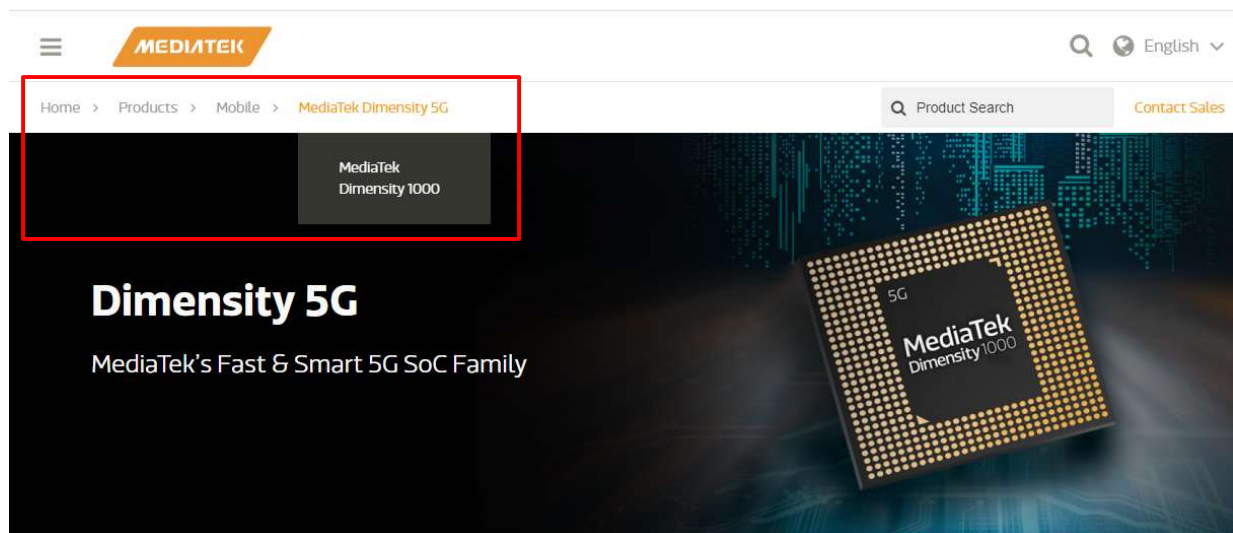 MEDIATEK
English
Home > Products > Mobile > MediaTek Dimensity 5G
Product Search
Contact Sales
MediaTek
Dimensity 1000
Dimensity 5G
MediaTek's Fast & Smart 5G SoC Family
5G
MediaTek
Dimensity 1000